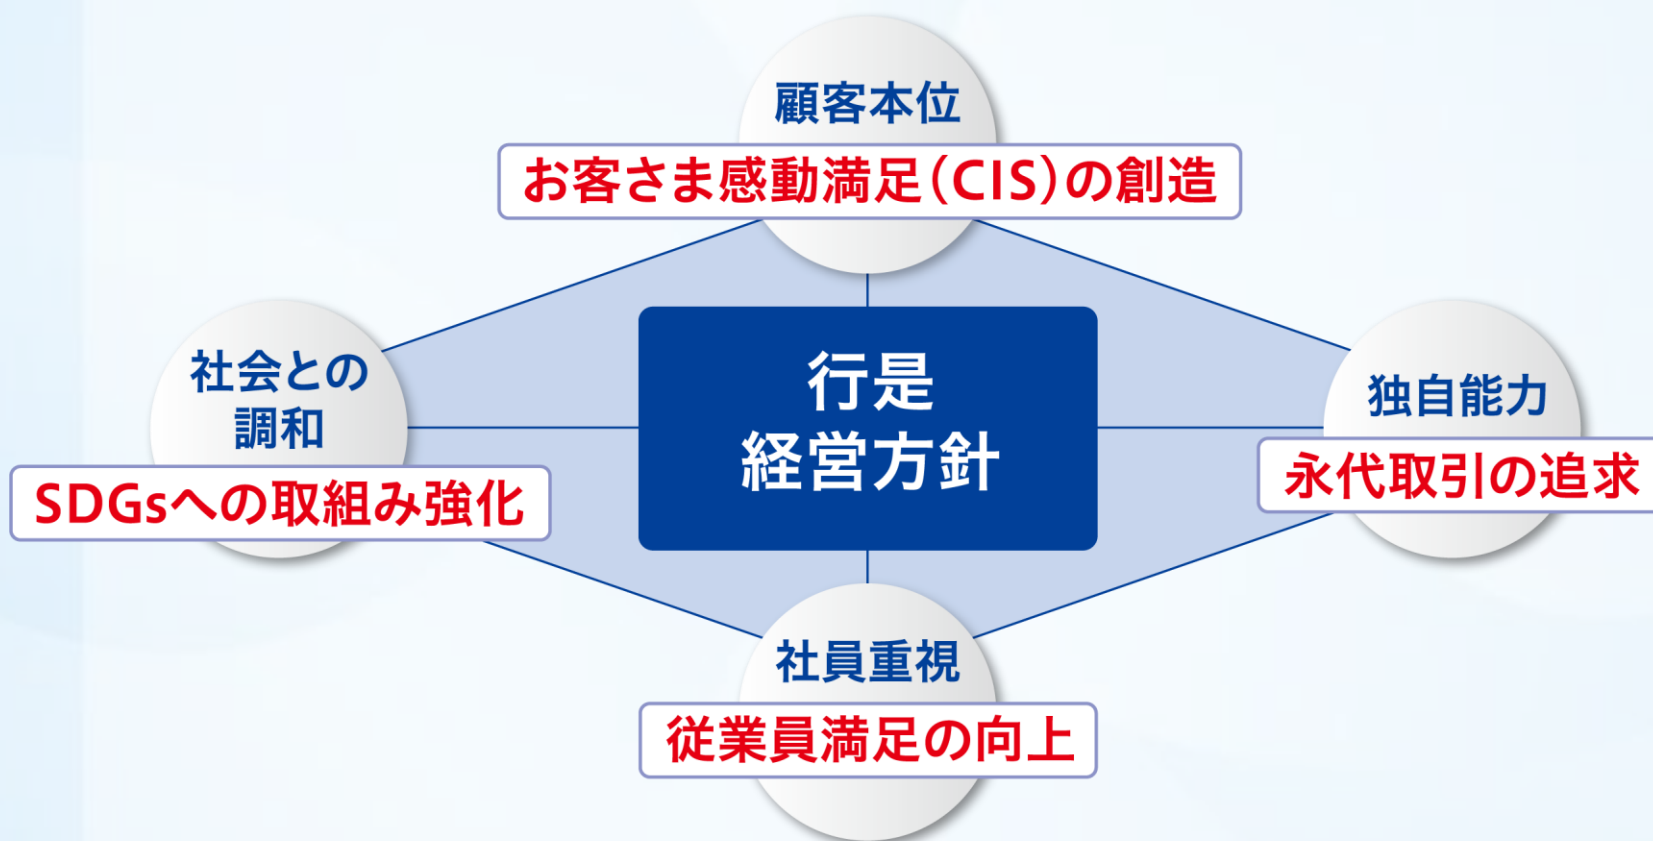 顧客本位
お客さま感動満足(CIS)の創造
社会との
調和
SDGsへの取組み強化
行是
経営方針
独自能力
永代取引の追求
社員重視
従業員満足の向上